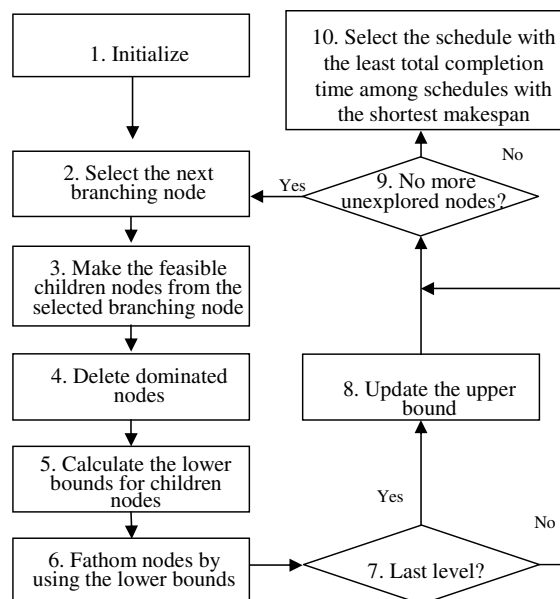 1. Initialize
2. Select the next
branching node
3. Make the feasible
children nodes from the
selected branching node
4. Delete dominated
nodes
5. Calculate the lower
bounds for children
nodes
6. Fathom nodes by
using the lower bounds
7. Last level?
Yes
No
8. Update the upper
bound
9. No more
unexplored nodes?
Yes
No
10. Select the schedule with
the least total completion
time among schedules with
the shortest makespan